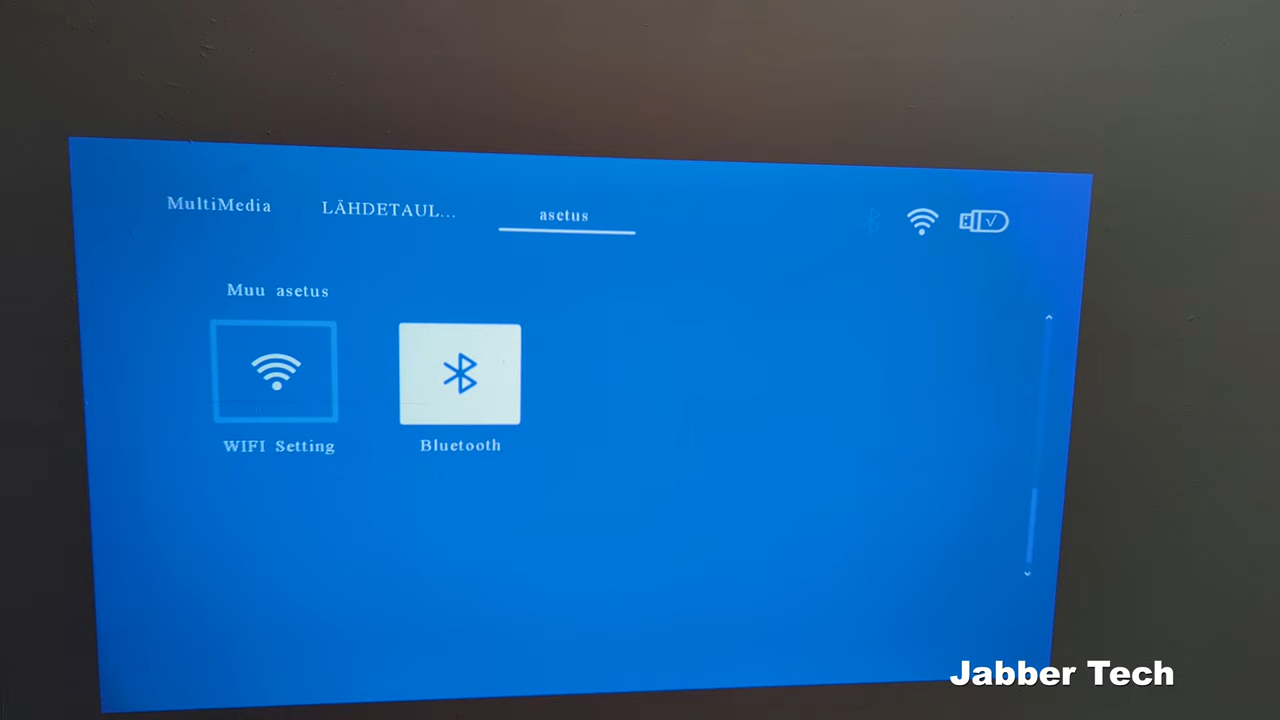 MultiMedia
LÄHDETAUL...
asetus
Muu asetus
WIFI Setting
Bluetooth
Jabber Tech